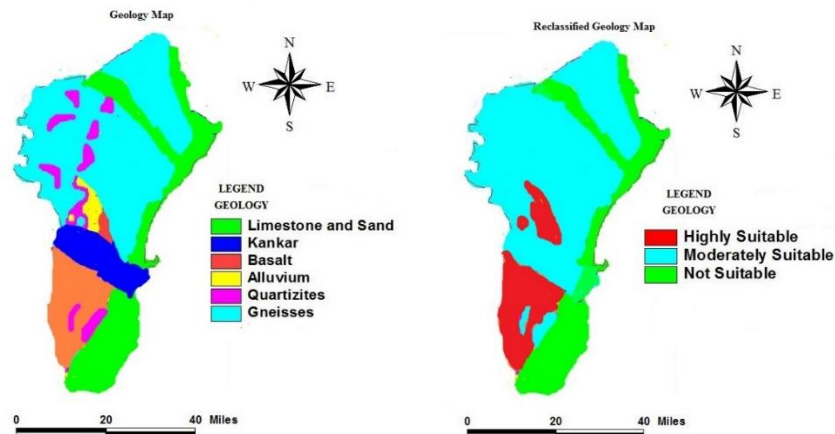 Geology Map
N
W E
S
LEGEND
GEOLOGY
Limestone and Sand
Kankar
Basalt
Alluvium
Quartizites
Gneisses
0 20 40 Miles
Reclassified Geology Map
N
W E
S
LEGEND
GEOLOGY
Highly Suitable
Moderately Suitable
Not Suitable
0 20 40 Miles